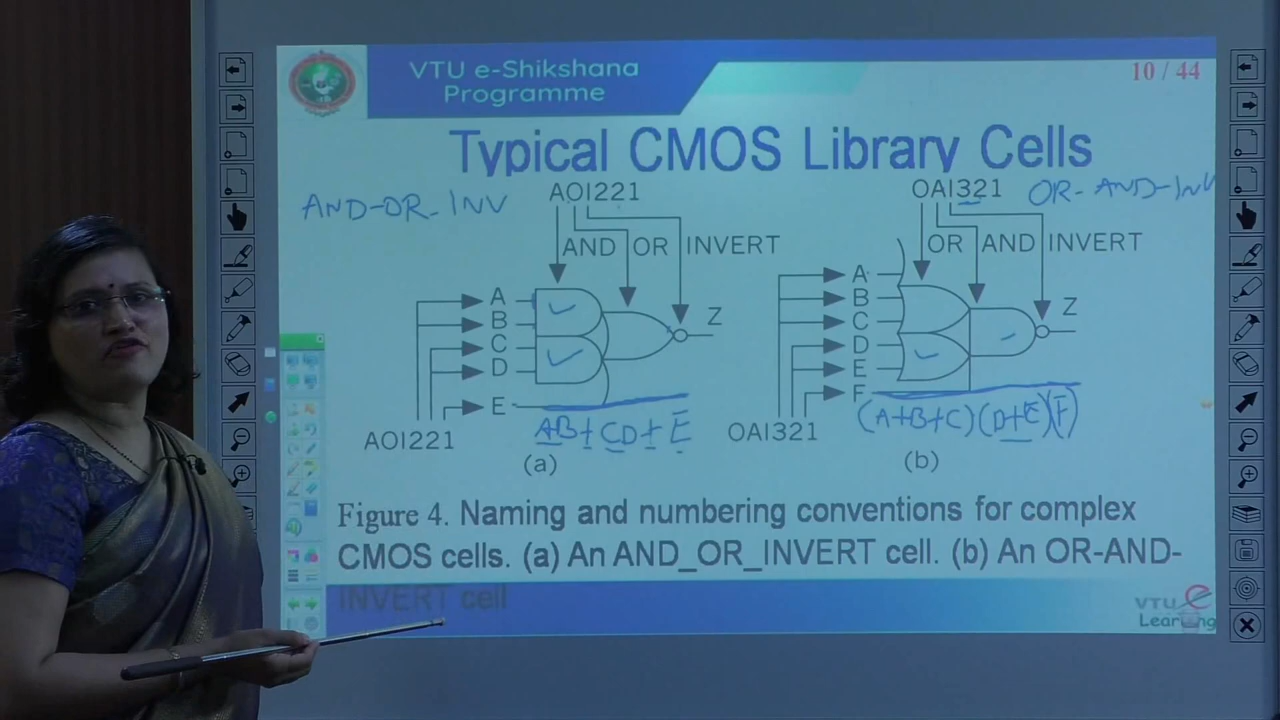 VTU e-Shikshana
Programme
10 / 44
Typical CMOS Library Cells
AND-OR-INV
AOI221
AND OR INVERT
A
B
C
D
E
Z
AOI221
AB + CD + E
(a)
OAI321
OR-AND-INV
OR AND INVERT
A
B
C
D
E
F
Z
OAI321
(A+B+C)(D+E)(F)
(b)
Figure 4. Naming and numbering conventions for complex
CMOS cells. (a) An AND_OR_INVERT cell. (b) An OR-AND-
INVERT cell
VTU e
Learning